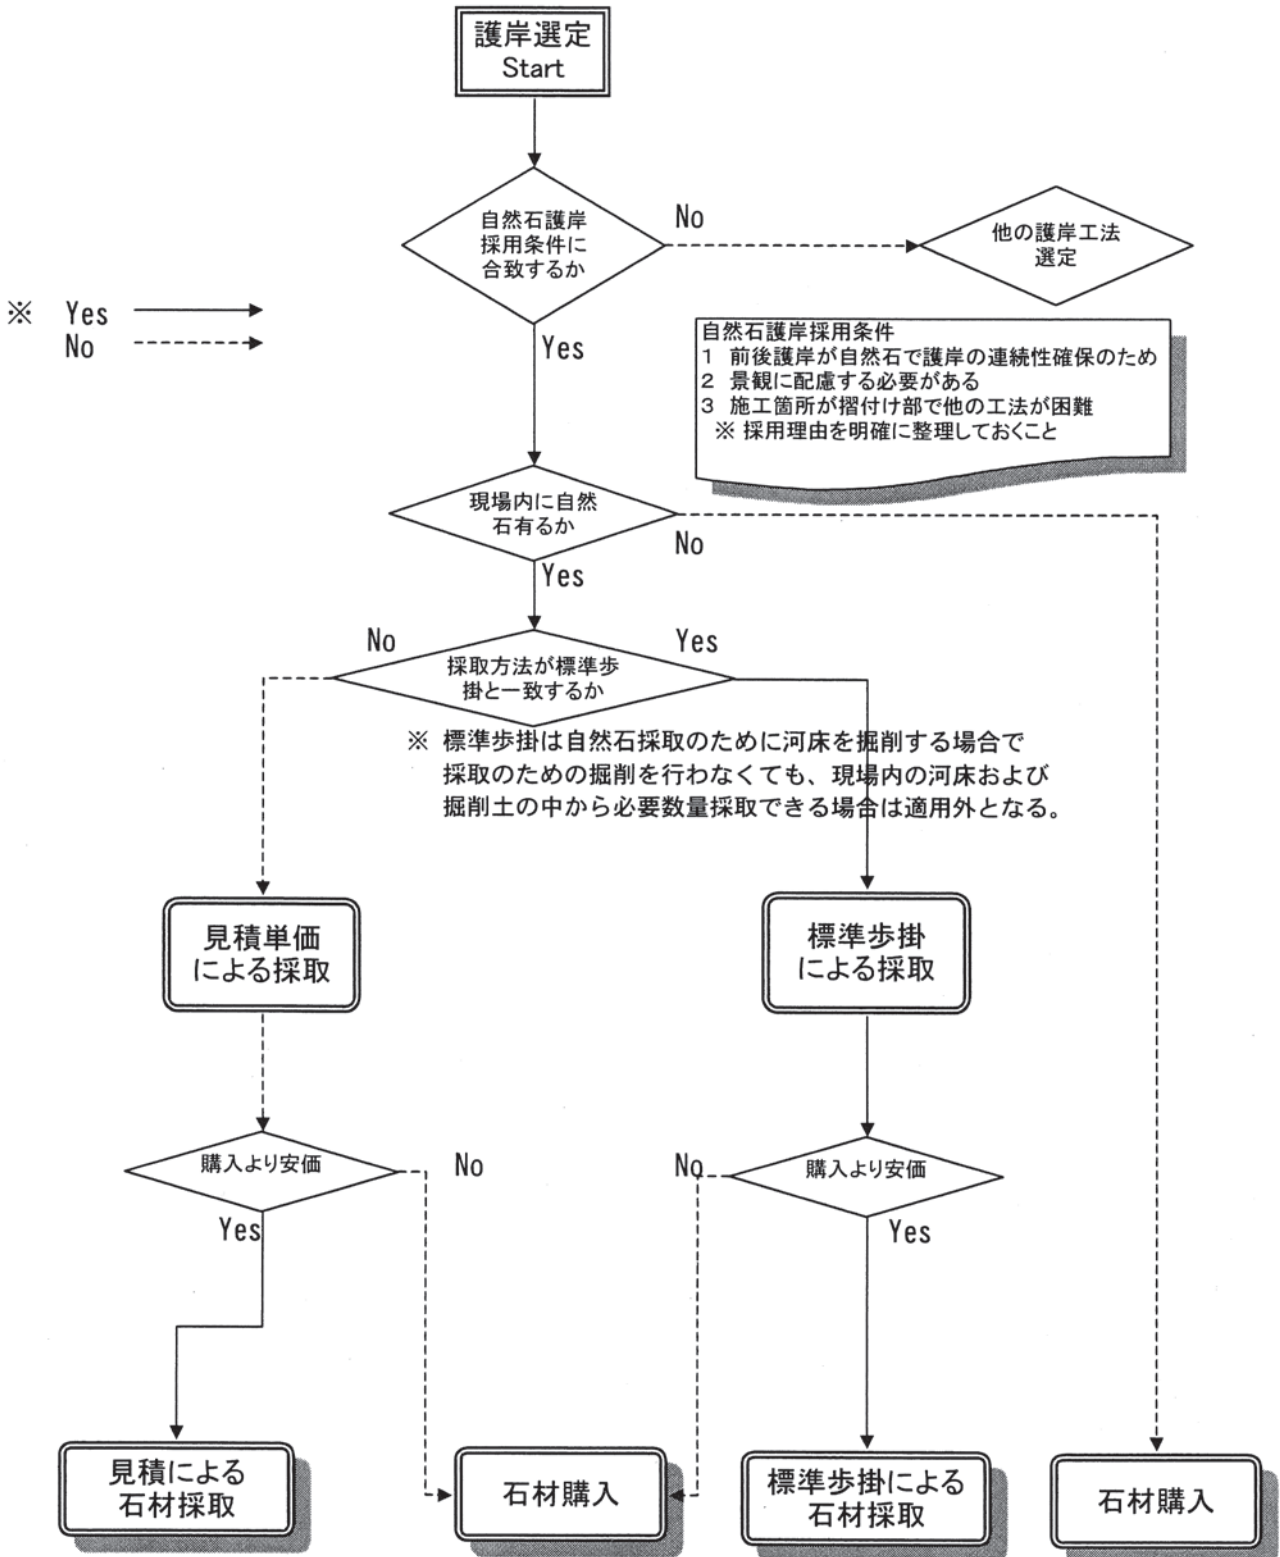 護岸選定
Start
自然石護岸
採用条件に
合致するか
No
他の護岸工法
選定
※ Yes
No
Yes
自然石護岸採用条件
1 前後護岸が自然石で護岸の連続性確保のため
2 景観に配慮する必要がある
3 施工箇所が摺付け部で他の工法が困難
※ 採用理由を明確に整理しておくこと
現場内に自然
石有るか
No
Yes
No
Yes
採取方法が標準歩
掛と一致するか
※ 標準歩掛は自然石採取のために河床を掘削する場合で
採取のための掘削を行わなくても、現場内の河床および
掘削土の中から必要数量採取できる場合は適用外となる。
見積単価
による採取
標準歩掛
による採取
購入より安価
No
Yes
No
購入より安価
Yes
見積による
石材採取
石材購入
標準歩掛による
石材採取
石材購入